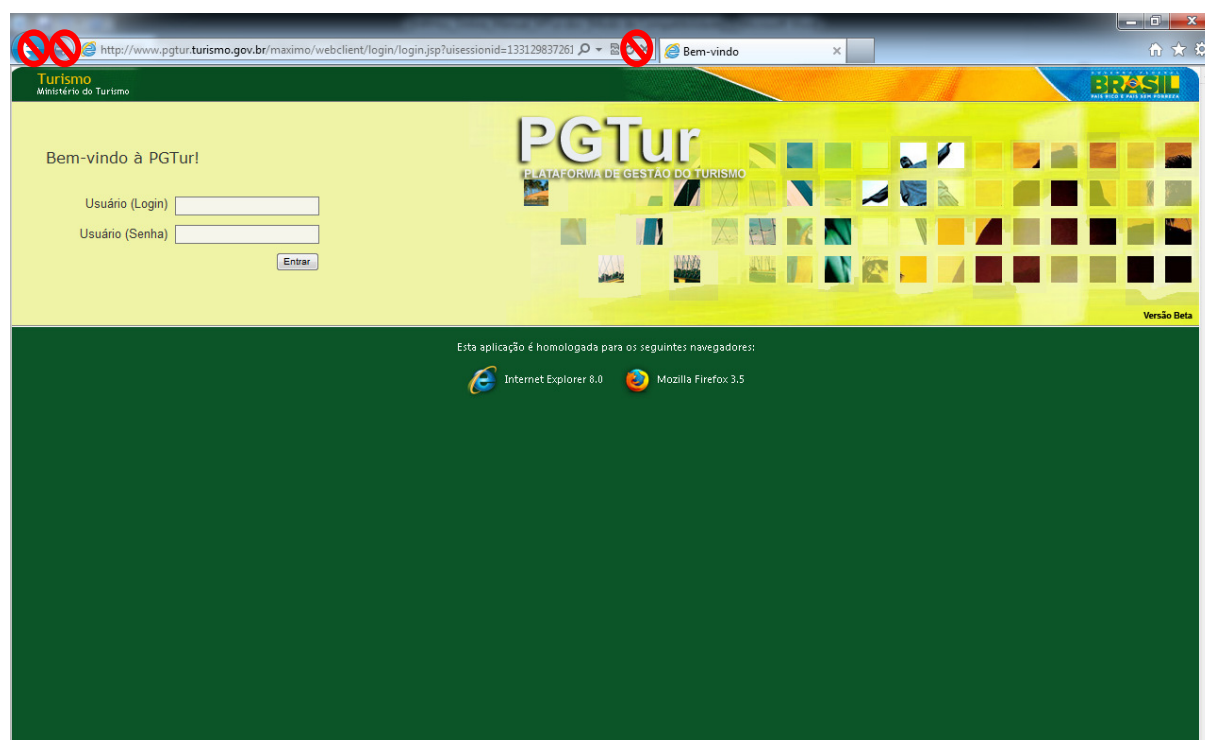 http://www.pgtur.turismo.gov.br/maximo/webclient/login/login.jsp?uisessionid=133129837261
Bem-vindo
Turismo
Ministério do Turismo
BRASIL
PAÍS RICO É PAÍS SEM POBREZA
PGTur
PLATAFORMA DE GESTÃO DO TURISMO
Bem-vindo à PGTur!
Usuário (Login)
Usuário (Senha)
Entrar
Versão Beta
Esta aplicação é homologada para os seguintes navegadores:
Internet Explorer 8.0 Mozilla Firefox 3.5